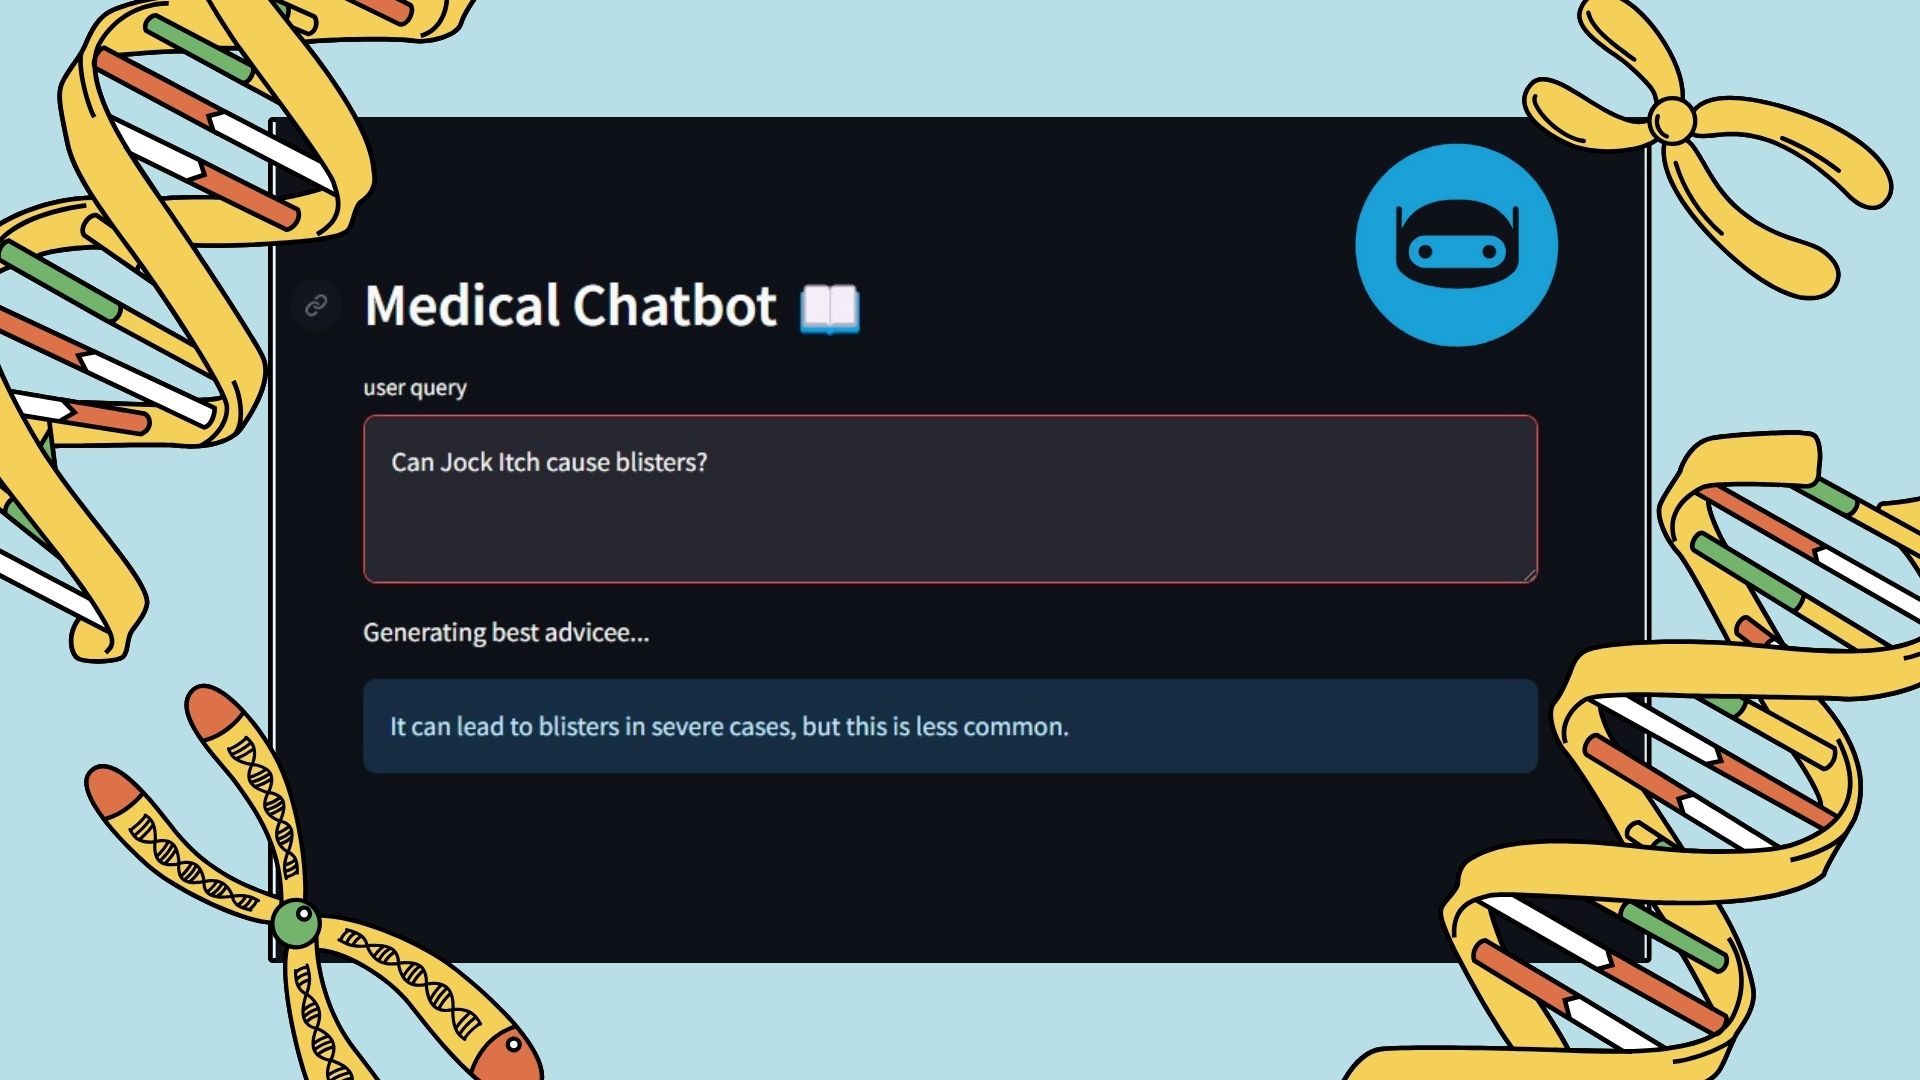 Medical Chatbot 📖
user query
Can Jock Itch cause blisters?
Generating best advicee...
It can lead to blisters in severe cases, but this is less common.